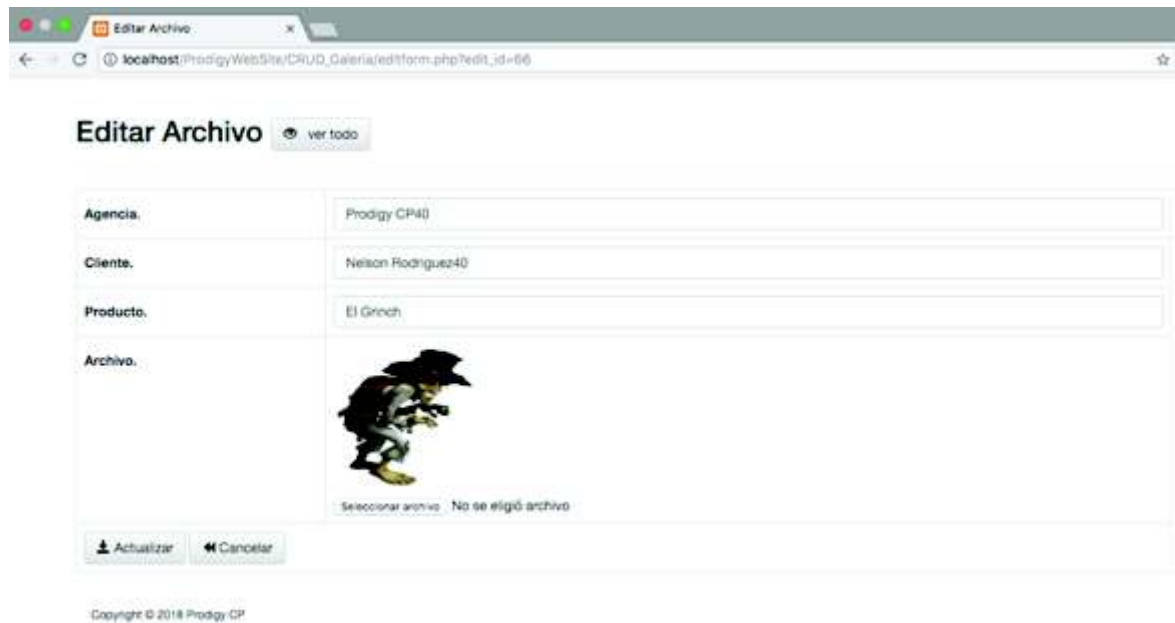 Editar Archivo
localhost/ProdigyWebSite/CRUD_Galeria/editform.php?edit_id=66
Editar Archivo ver todo
Agencia. Prodigy CP40
Cliente. Nelson Rodriguez40
Producto. El Grinch
Archivo.
Seleccionar archivo No se eligió archivo
Actualizar Cancelar
Copyright © 2018 Prodigy CP